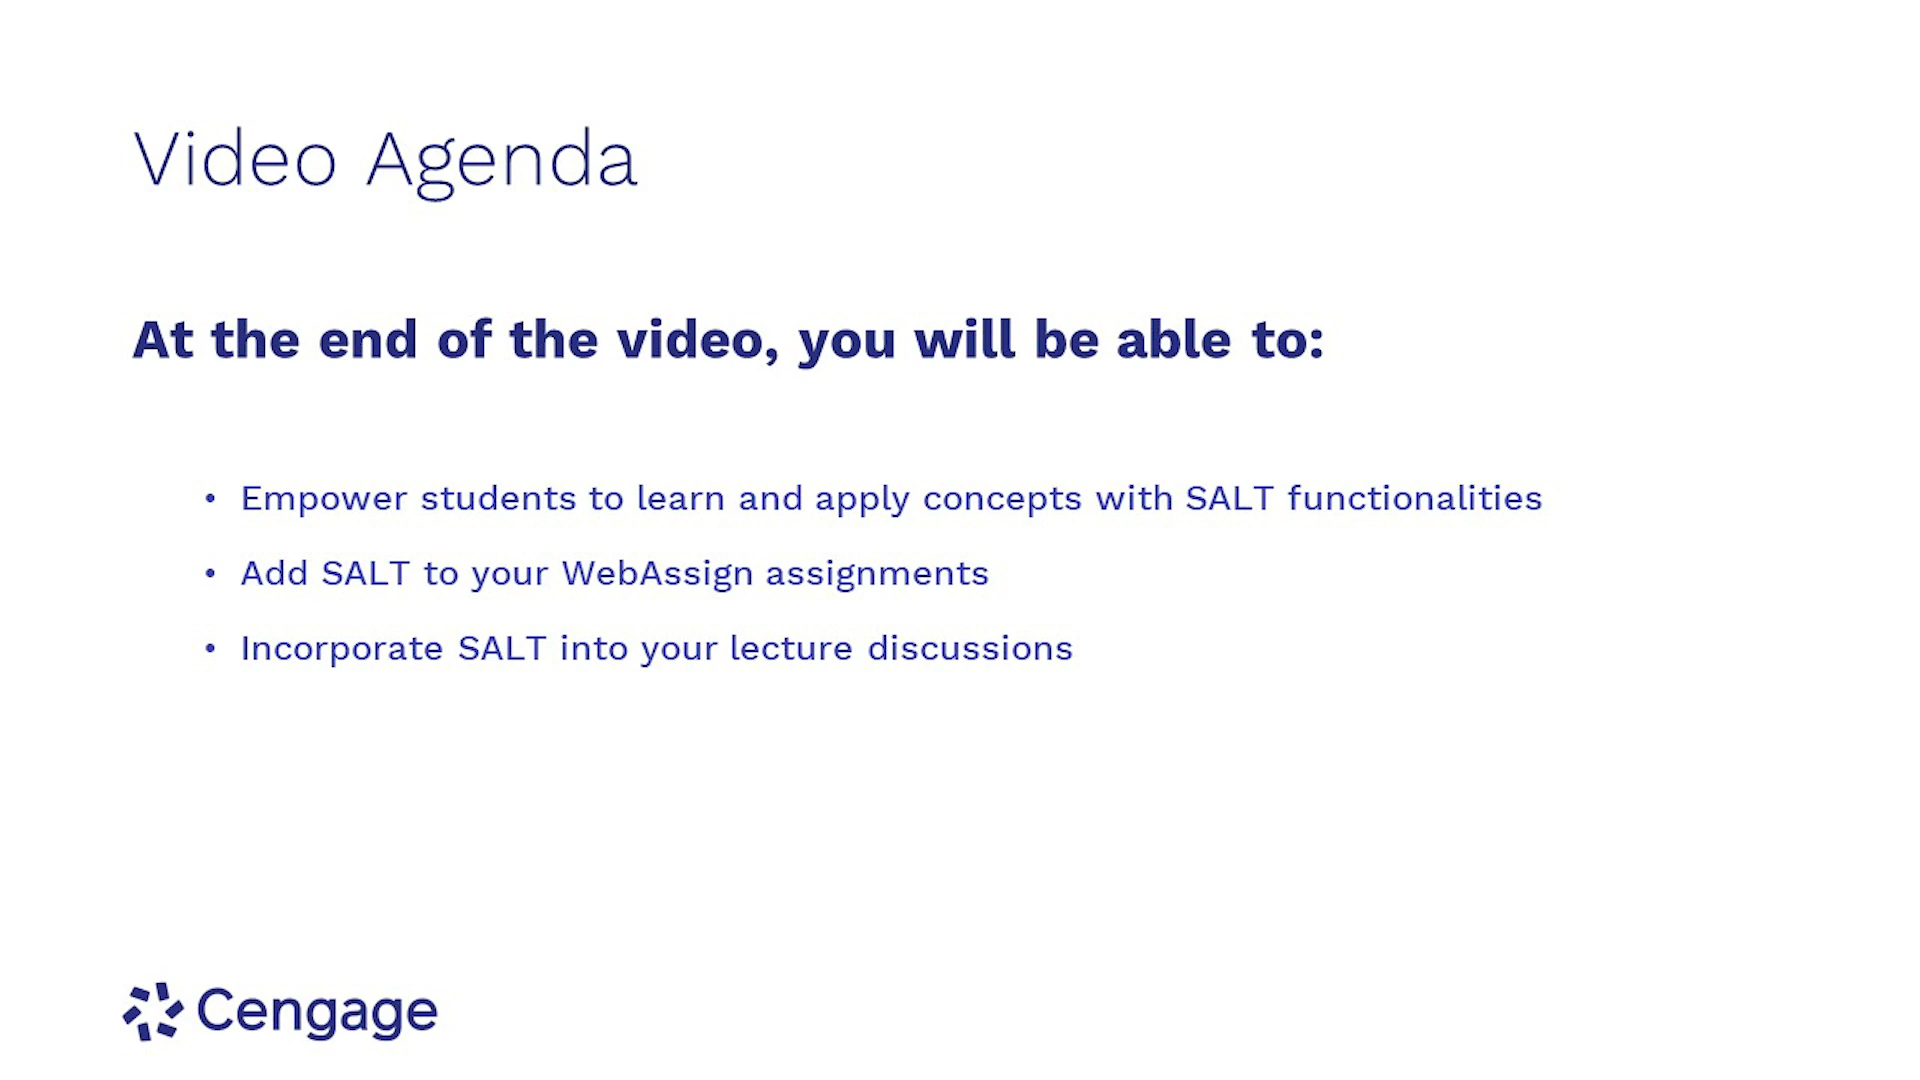 Video Agenda
At the end of the video, you will be able to:
• Empower students to learn and apply concepts with SALT functionalities
• Add SALT to your WebAssign assignments
• Incorporate SALT into your lecture discussions
Cengage